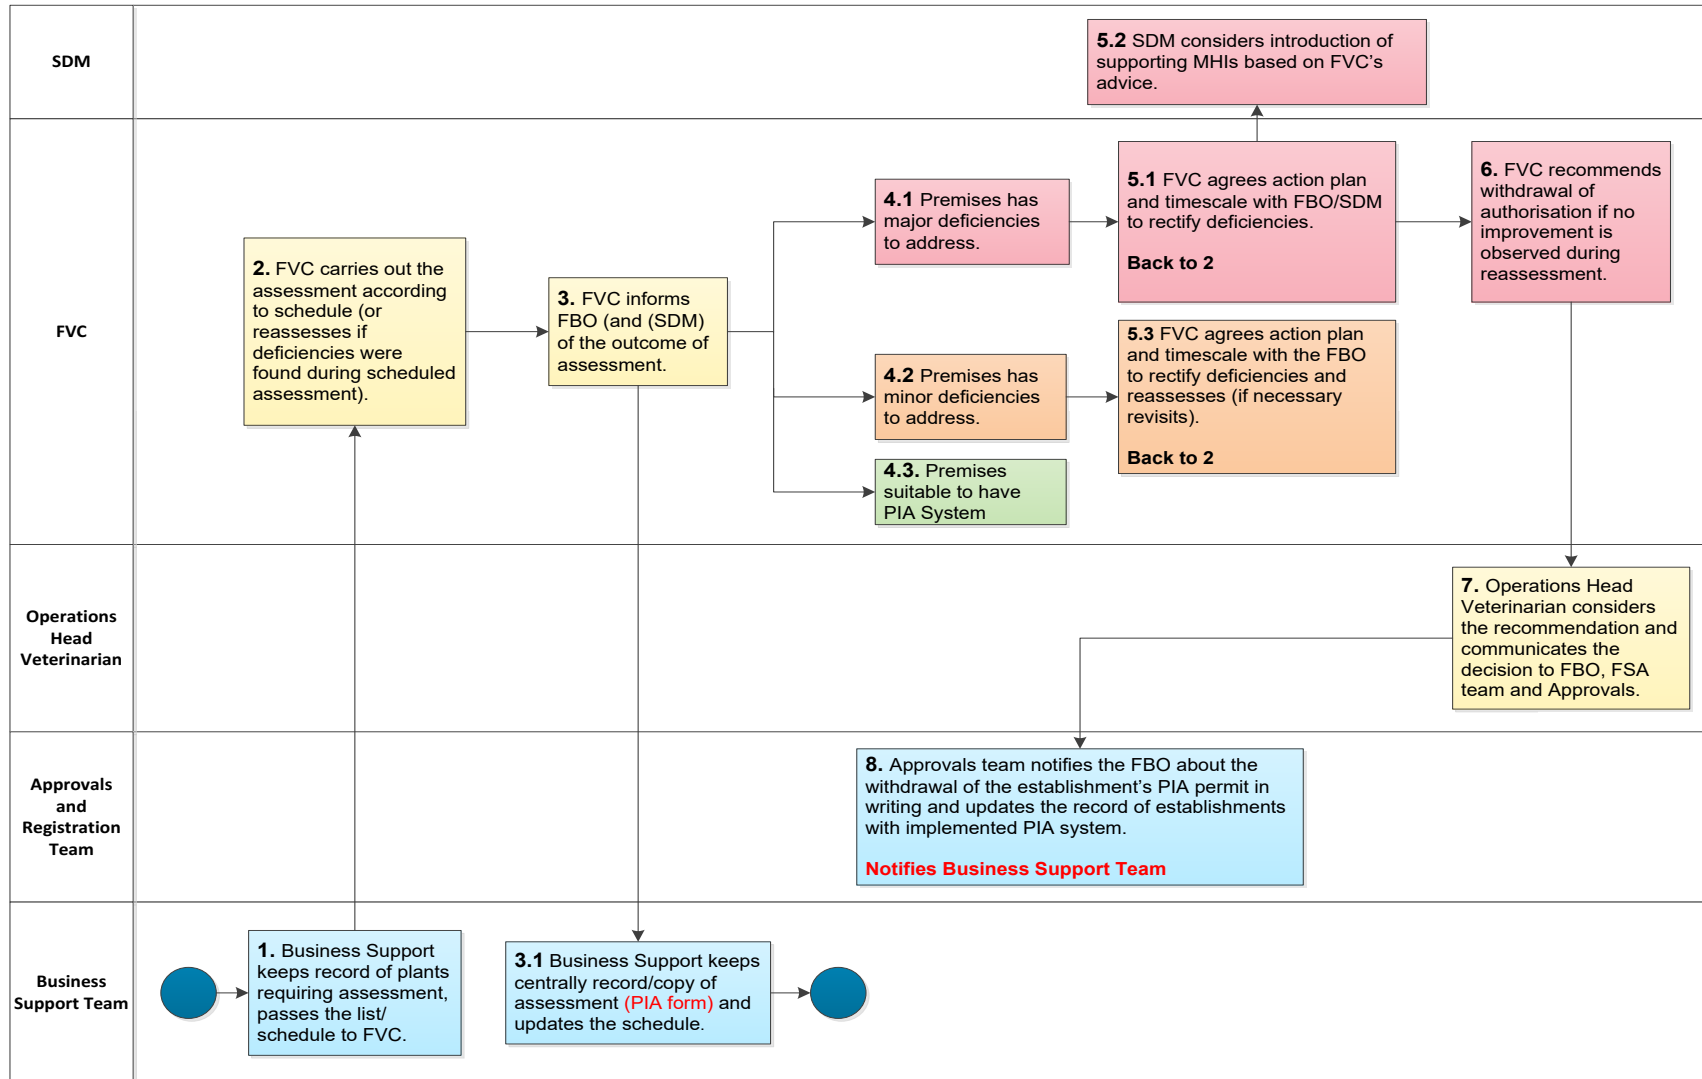 SDM
5.2 SDM considers introduction of
supporting MHIs based on FVC's
advice.
FVC
2. FVC carries out the
assessment according
to schedule (or
reassesses if
deficiencies were
found during scheduled
assessment).
3. FVC informs
FBO (and (SDM)
of the outcome of
assessment.
4.1 Premises has
major deficiencies
to address.
5.1 FVC agrees action plan
and timescale with FBO/SDM
to rectify deficiencies.
Back to 2
6. FVC recommends
withdrawal of
authorisation if no
improvement is
observed during
reassessment.
4.2 Premises has
minor deficiencies
to address.
5.3 FVC agrees action plan
and timescale with the FBO
to rectify deficiencies and
reassesses (if necessary
revisits).
Back to 2
4.3. Premises
suitable to have
PIA System
Operations
Head
Veterinarian
7. Operations Head
Veterinarian considers
the recommendation and
communicates the
decision to FBO, FSA
team and Approvals.
Approvals
and
Registration
Team
8. Approvals team notifies the FBO about the
withdrawal of the establishment's PIA permit in
writing and updates the record of establishments
with implemented PIA system.
Notifies Business Support Team
Business
Support Team
1. Business Support
keeps record of plants
requiring assessment,
passes the list/
schedule to FVC.
3.1 Business Support keeps
centrally record/copy of
assessment (PIA form) and
updates the schedule.